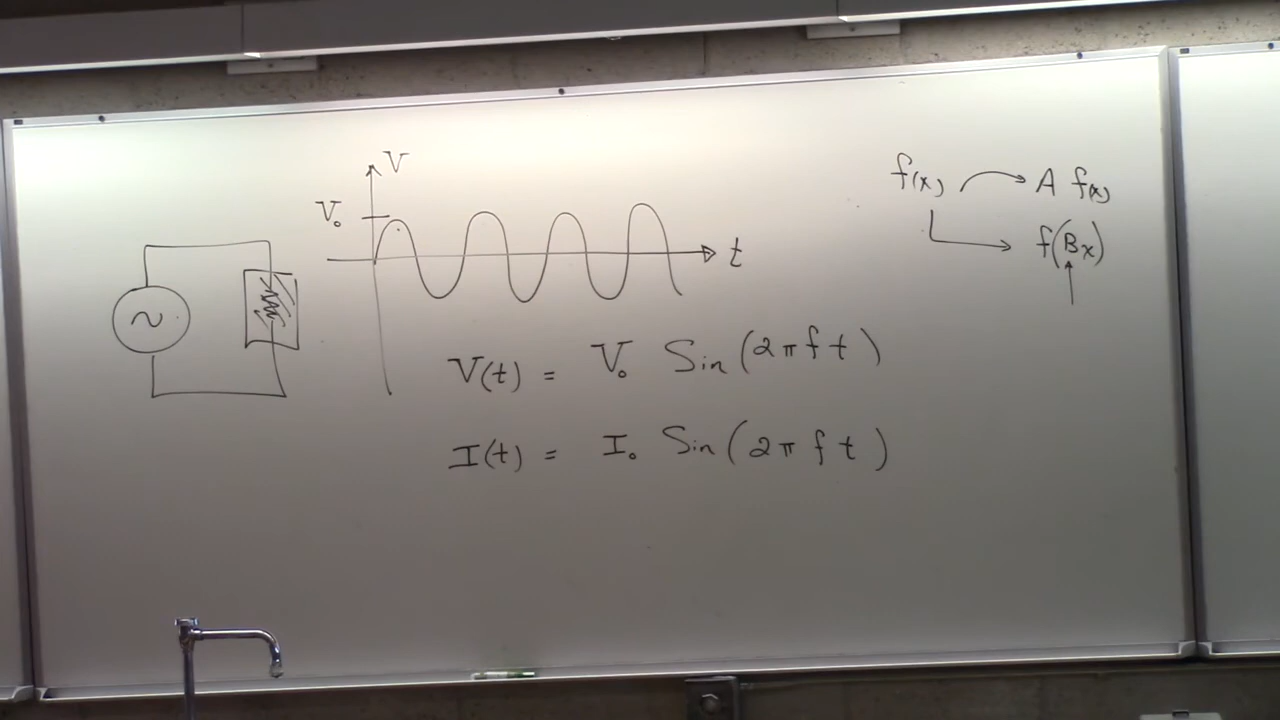 V
V₀
t
V(t) = V₀ Sin(2πft)
I(t) = I₀ Sin(2πft)
f(x) A f(x)
f(Bx)